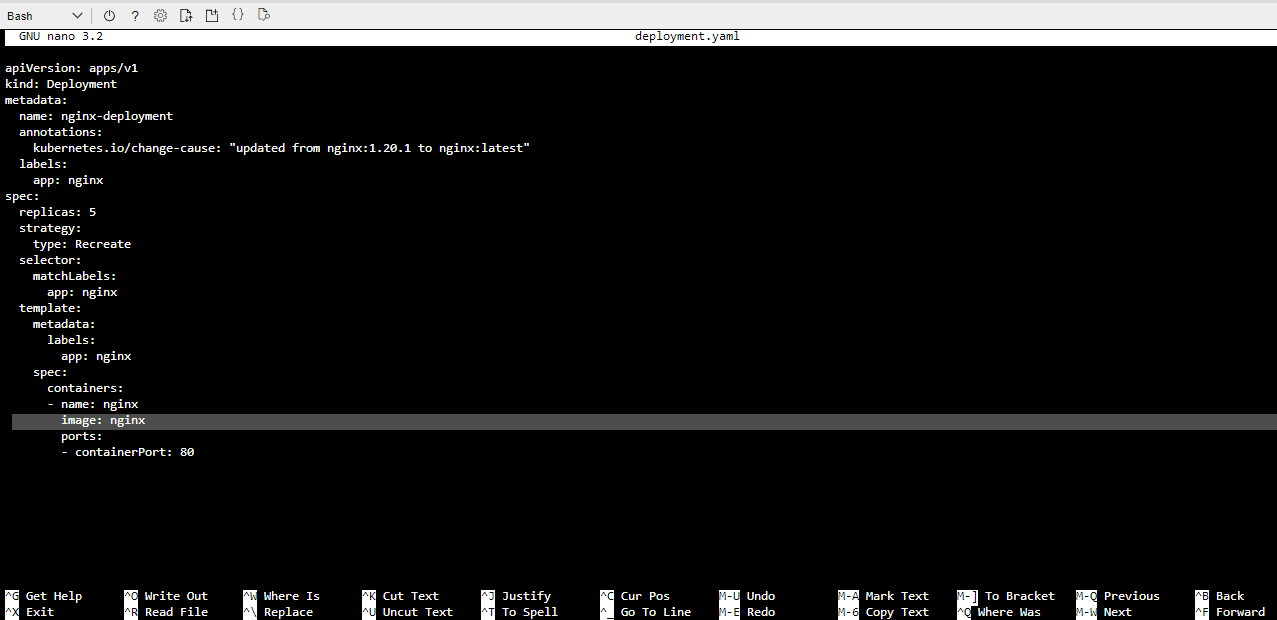 Bash
?
{}
GNU nano 3.2 deployment.yaml
apiVersion: apps/v1
kind: Deployment
metadata:
  name: nginx-deployment
  annotations:
    kubernetes.io/change-cause: "updated from nginx:1.20.1 to nginx:latest"
  labels:
    app: nginx
spec:
  replicas: 5
  strategy:
    type: Recreate
  selector:
    matchLabels:
      app: nginx
  template:
    metadata:
      labels:
        app: nginx
    spec:
      containers:
      - name: nginx
        image: nginx
        ports:
        - containerPort: 80
^G Get Help ^O Write Out ^W Where Is ^K Cut Text ^J Justify ^C Cur Pos M-U Undo M-A Mark Text M-] To Bracket M-Q Previous ^B Back
^X Exit ^R Read File ^\ Replace ^U Uncut Text ^T To Spell ^_ Go To Line M-E Redo M-6 Copy Text ^Q Where Was M-W Next ^F Forward